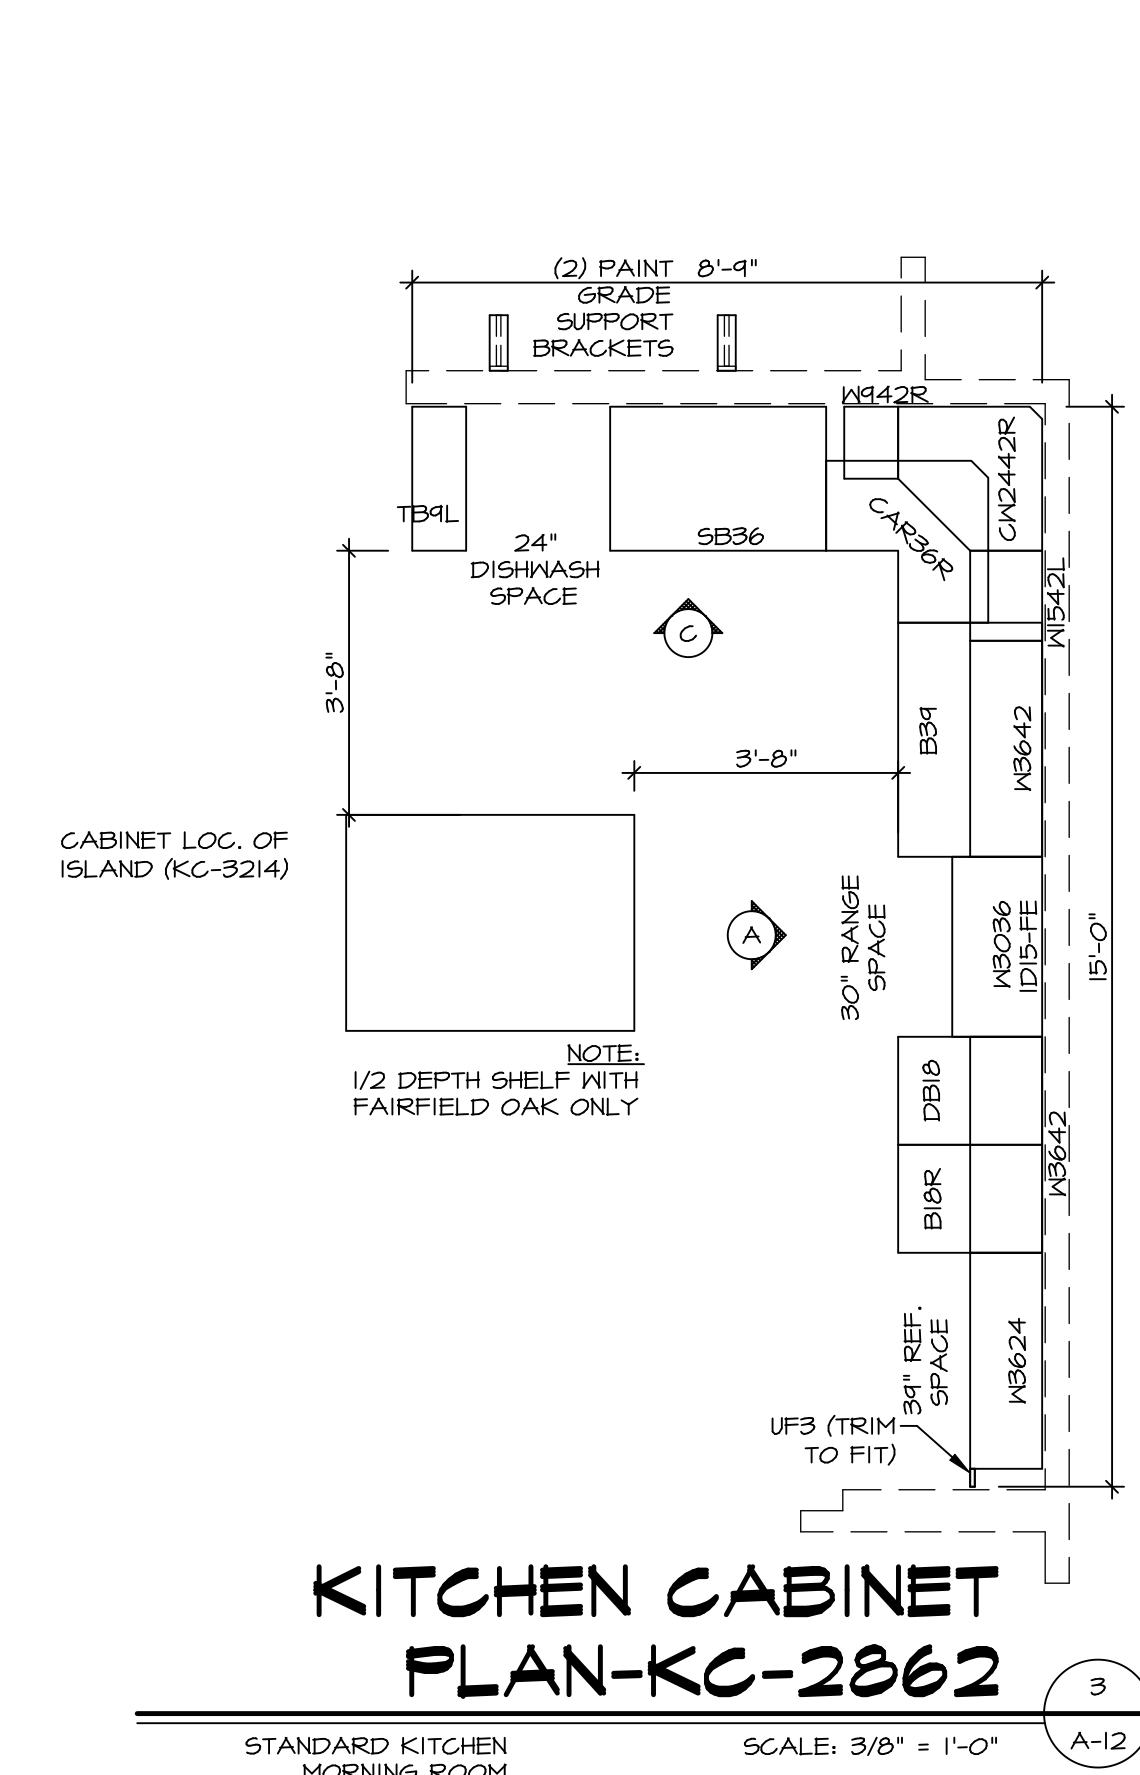 (2) PAINT 8'-9"
GRADE
SUPPORT
BRACKETS
W942R
CW2442R
TB9L
SB36
CAR36R
24"
DISHWASH
SPACE
W1542L
C
3'-8"
B39
W3642
3'-8"
CABINET LOC. OF
ISLAND (KC-3214)
A
30" RANGE
SPACE
W3036
1D15-FE
15'-0"
NOTE:
1/2 DEPTH SHELF WITH
FAIRFIELD OAK ONLY
DB18
W3642
B18R
39" REF.
SPACE
W3624
UF3 (TRIM
TO FIT)
KITCHEN CABINET
PLAN-KC-2862
3
A-12
STANDARD KITCHEN
MORNING ROOM
SCALE: 3/8" = 1'-0"